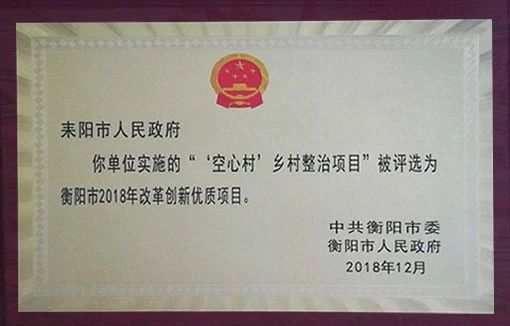 耒阳市人民政府
你单位实施的“‘空心村’乡村整治项目”被评选为
衡阳市2018年改革创新优质项目。
中共衡阳市委
衡阳市人民政府
2018年12月